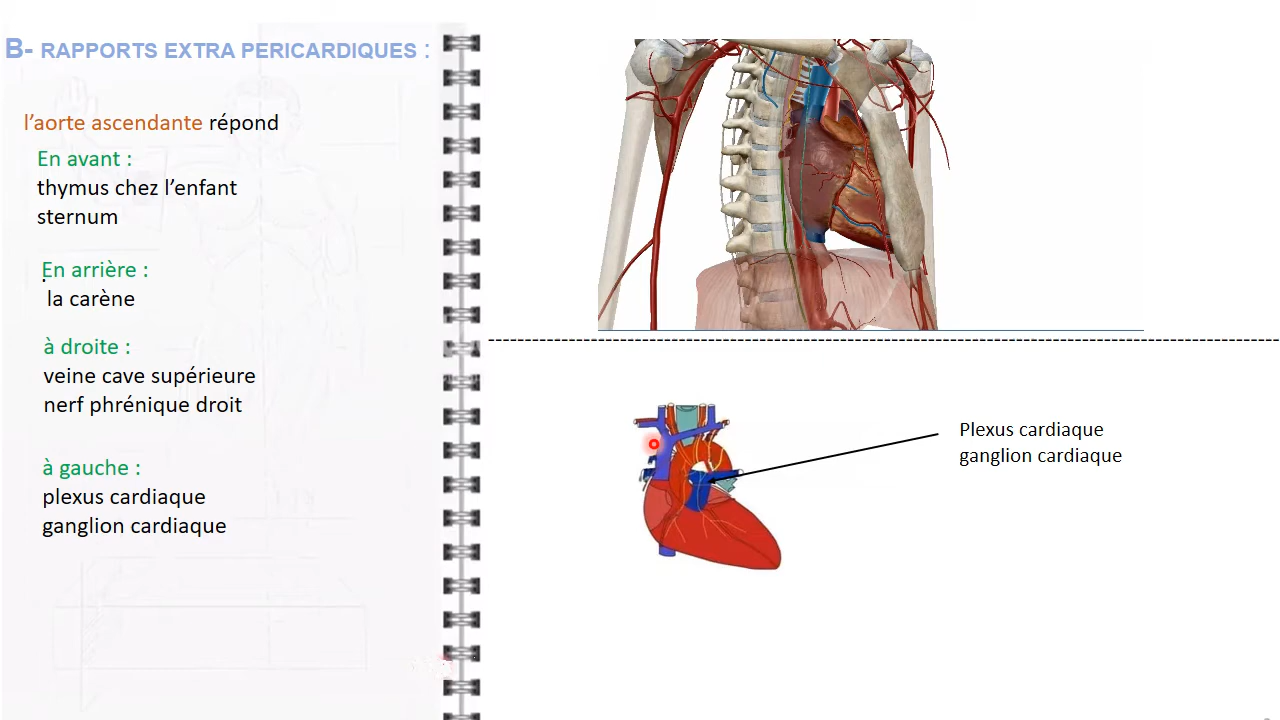 B- RAPPORTS EXTRA PERICARDIQUES :
l'aorte ascendante répond
En avant :
thymus chez l'enfant
sternum
En arrière :
la carène
à droite :
veine cave supérieure
nerf phrénique droit
à gauche :
plexus cardiaque
ganglion cardiaque
Plexus cardiaque
ganglion cardiaque